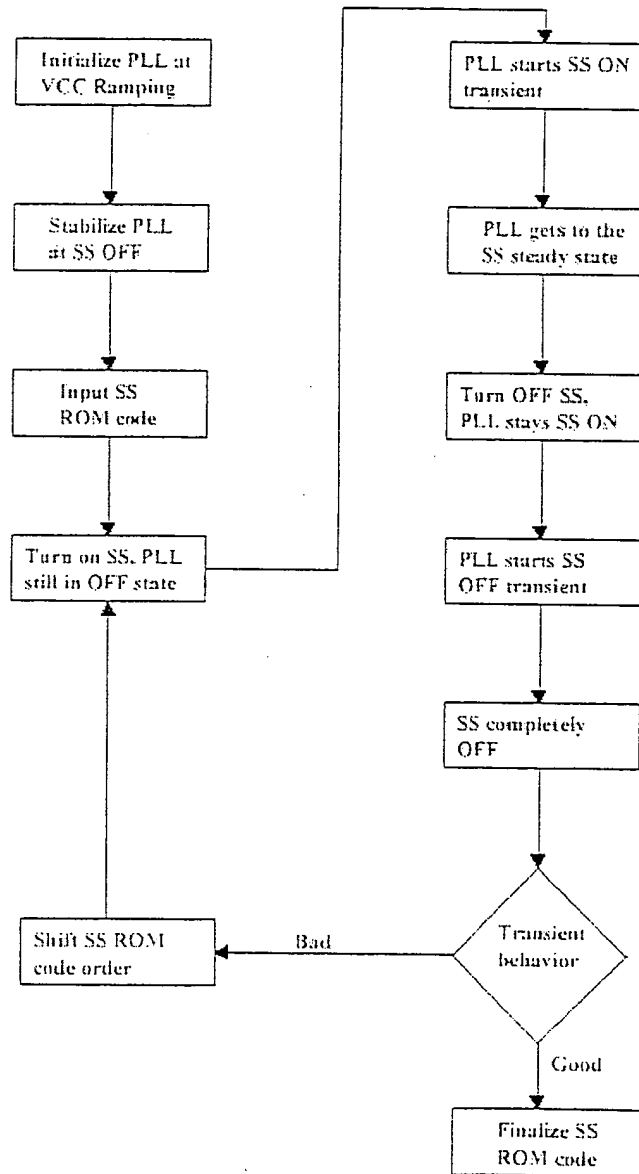 Initialize PLL at
VCC Ramping
Stabilize PLL
at SS OFF
Input SS
ROM code
Turn on SS, PLL
still in OFF state
PLL starts SS ON
transient
PLL gets to the
SS steady state
Turn OFF SS,
PLL stays SS ON
PLL starts SS
OFF transient
SS completely
OFF
Transient
behavior
Bad
Shift SS ROM
code order
Good
Finalize SS
ROM code